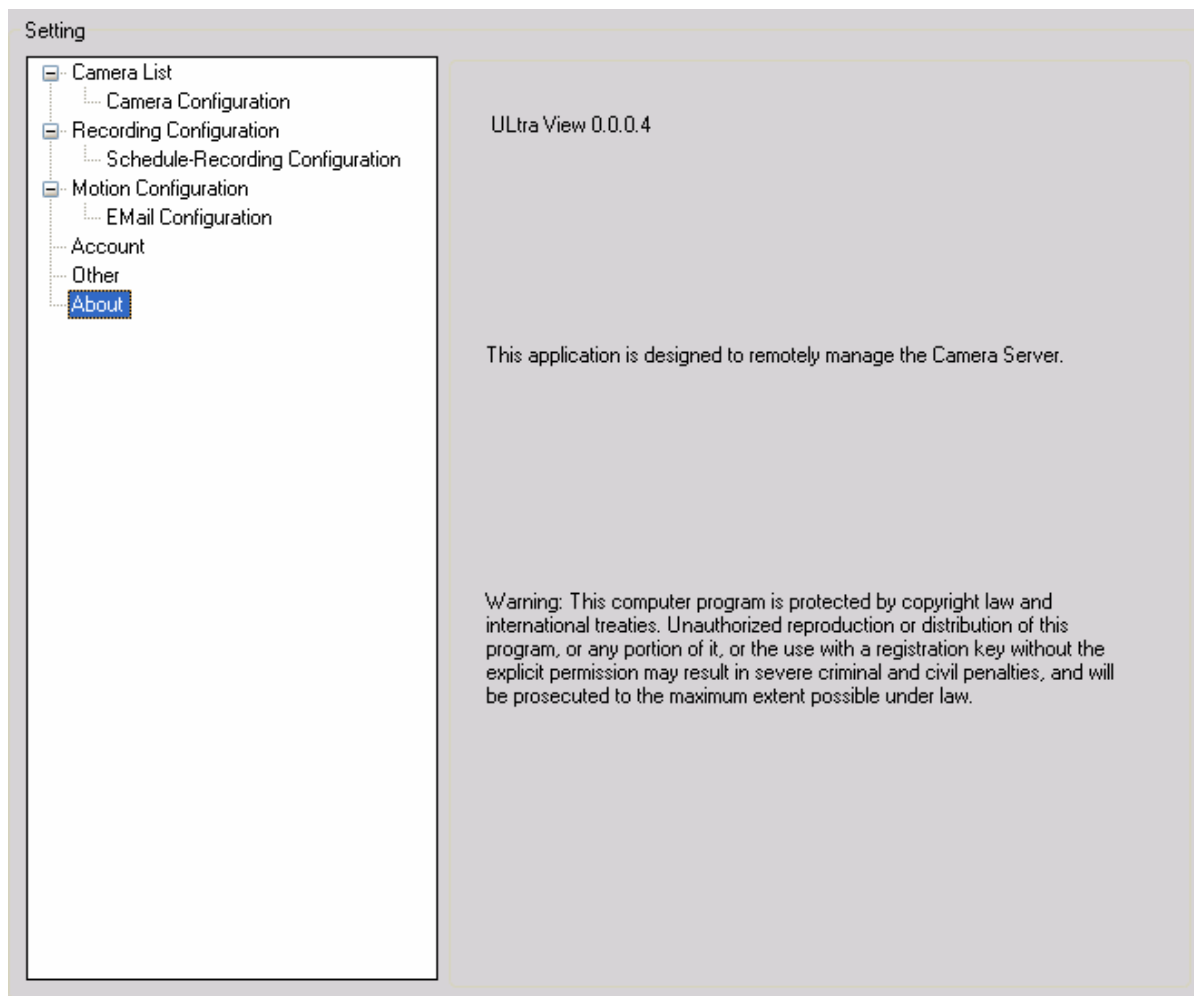 Setting
Camera List
Camera Configuration
Recording Configuration
Schedule-Recording Configuration
Motion Configuration
EMail Configuration
Account
Other
About
ULtra View 0.0.0.4
This application is designed to remotely manage the Camera Server.
Warning: This computer program is protected by copyright law and
international treaties. Unauthorized reproduction or distribution of this
program, or any portion of it, or the use with a registration key without the
explicit permission may result in severe criminal and civil penalties, and will
be prosecuted to the maximum extent possible under law.